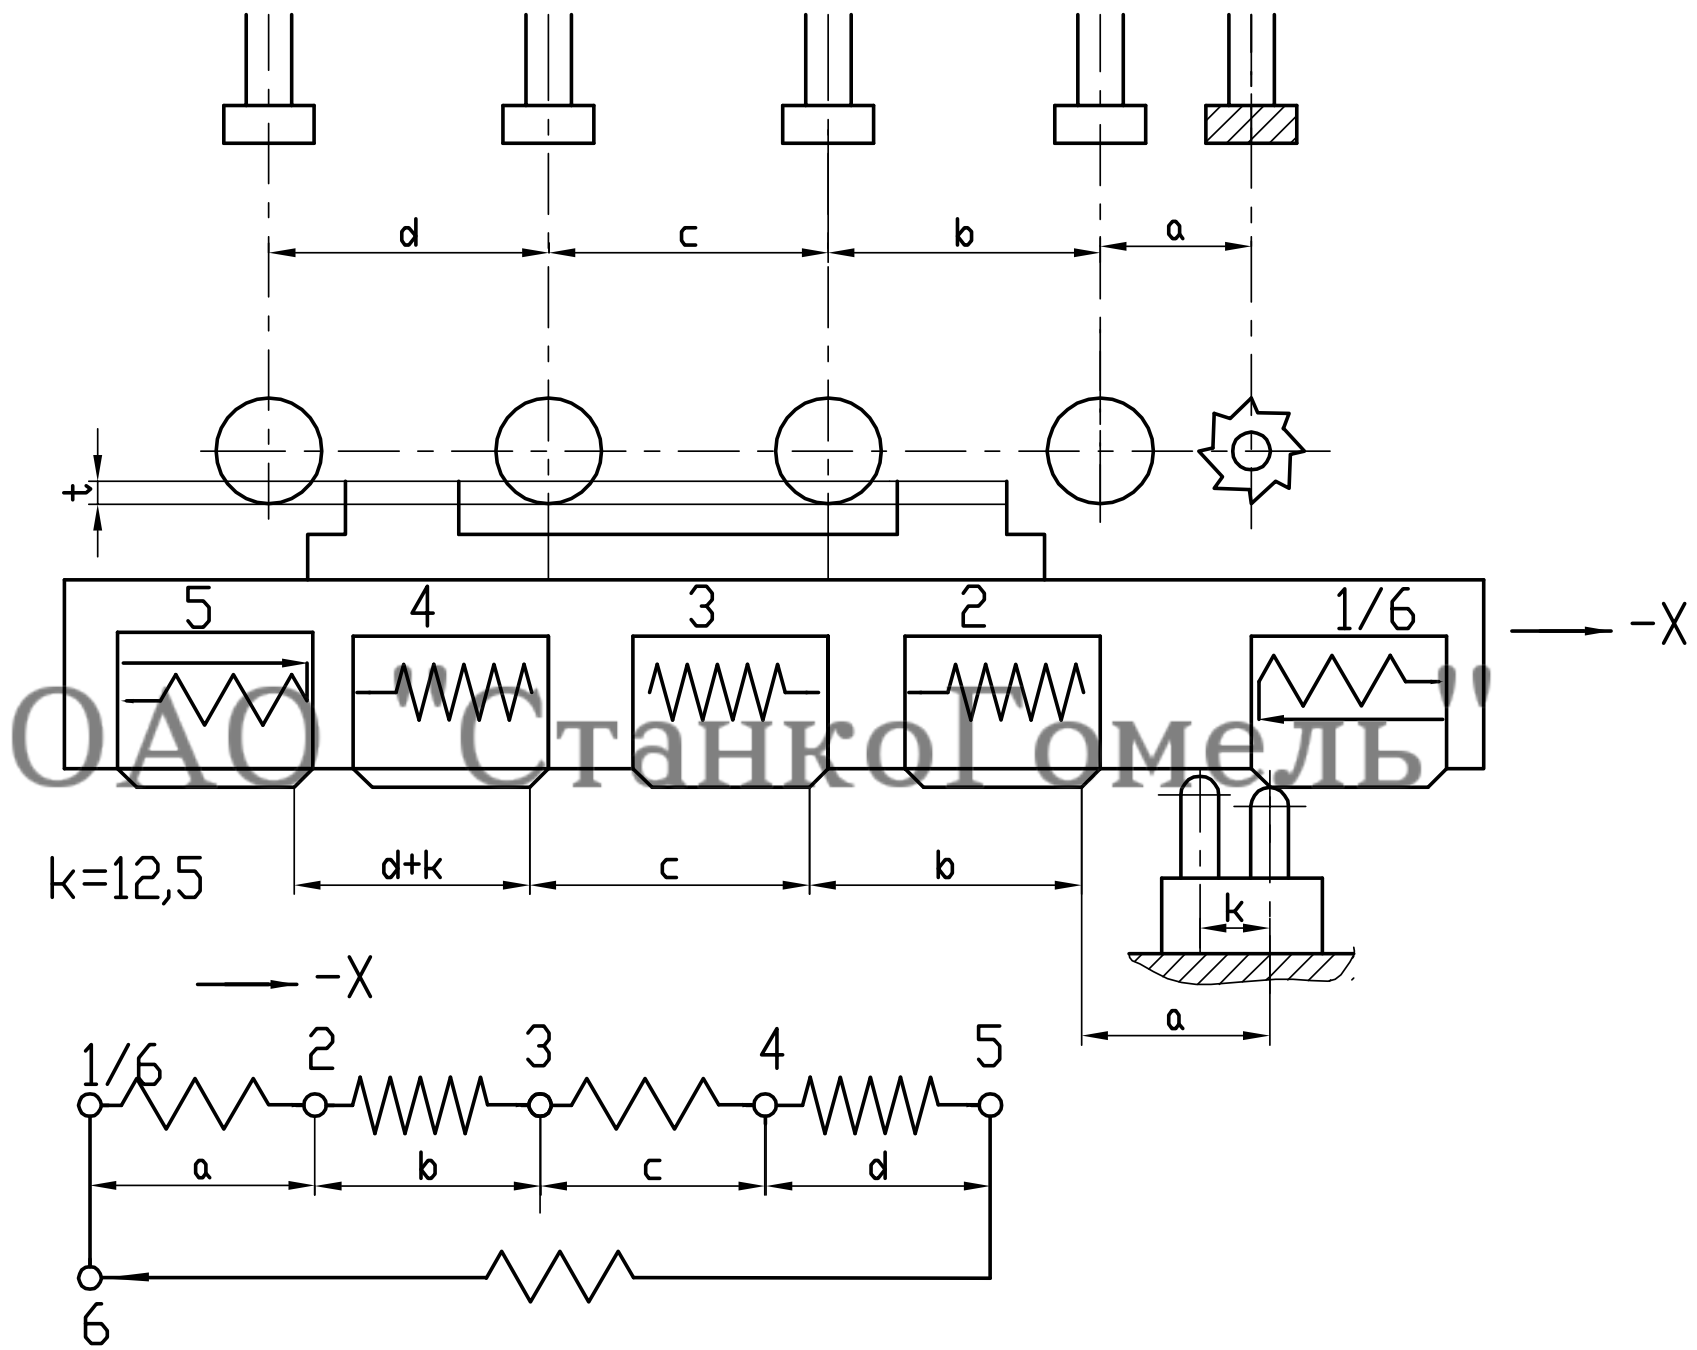 d c b a
t
5 4 3 2 1/6
-X
ОАО "СтанкоГомель"
d+k c b
k=12,5
k
-X
a
1/6 2 3 4 5
a b c d
6